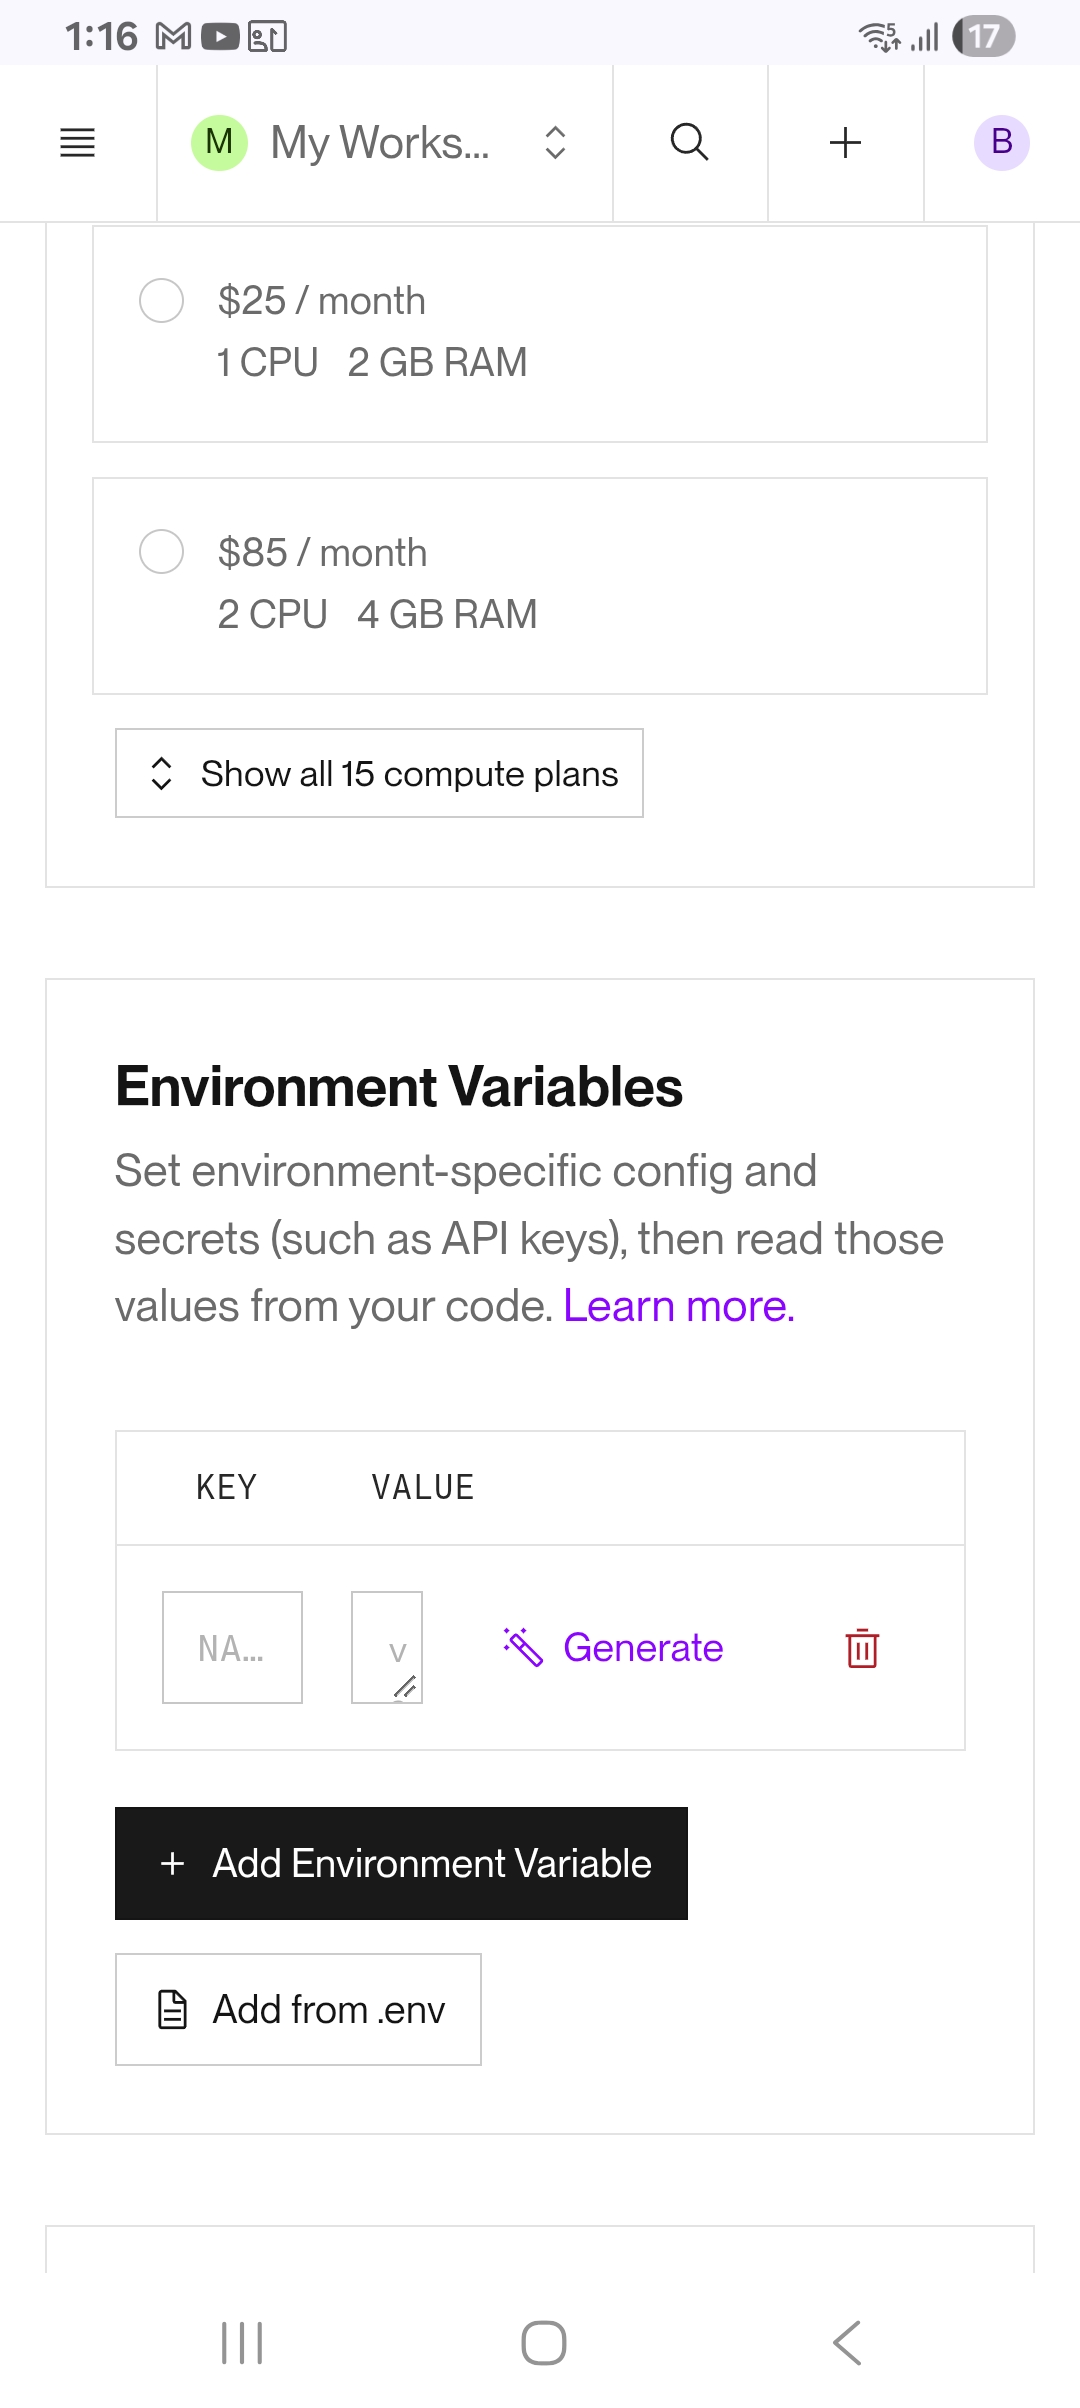 1:16
5
17
M My Works... B
$25 / month
1 CPU 2 GB RAM
$85 / month
2 CPU 4 GB RAM
Show all 15 compute plans
Environment Variables
Set environment-specific config and
secrets (such as API keys), then read those
values from your code. Learn more.
KEY VALUE
NA... v Generate
+ Add Environment Variable
Add from .env